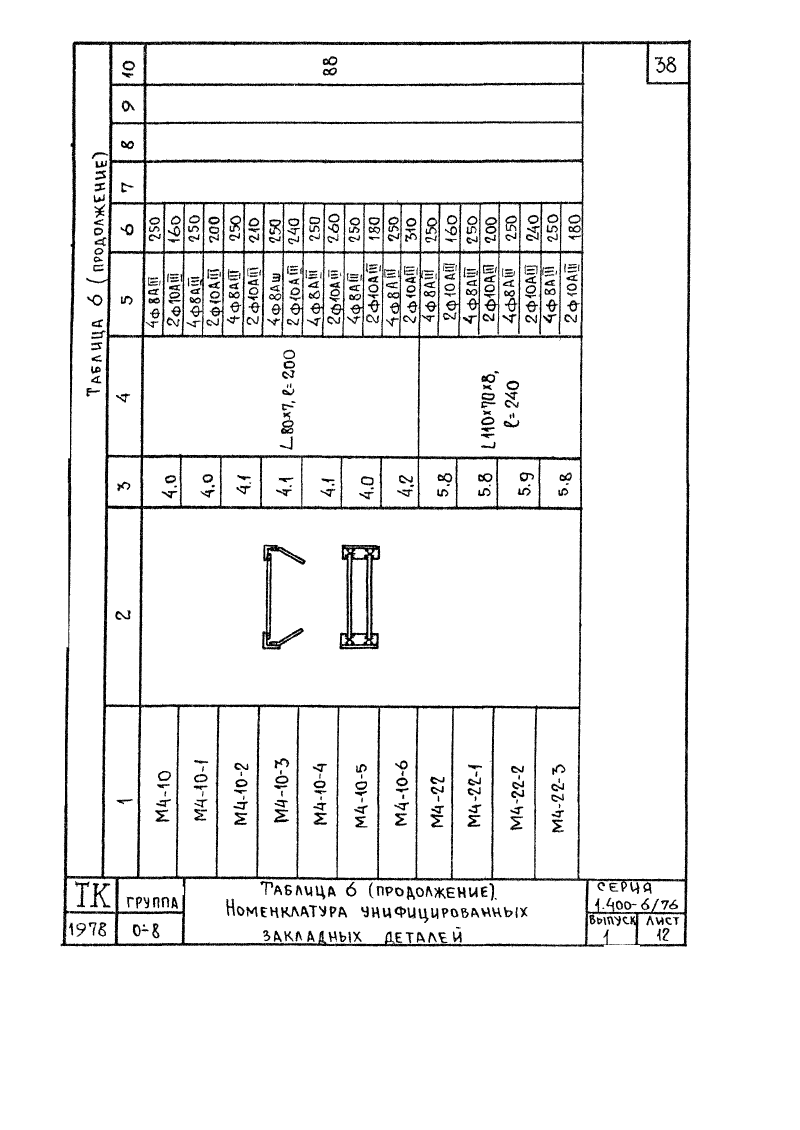 38
Таблица 6 (продолжение)
1 2 3 4 5 6 7 8 9 10
М4-10 4.0 ∟80×7, ℓ=200 4ф8АIII 250 88
2ф10АIII 160
М4-10-1 4.0 4ф8АIII 250
2ф10АIII 200
М4-10-2 4.1 4ф8АIII 250
2ф10АIII 210
М4-10-3 4.1 4ф8Аш 250
2ф10АIII 240
М4-10-4 4.1 4ф8АIII 250
2ф10АIII 260
М4-10-5 4.0 4ф8АIII 250
2ф10АIII 180
М4-10-6 4.2 4ф8АIII 250
2ф10АIII 310
М4-22 5.8 ∟110×70×8, 4ф8АIII 250
ℓ=240 2ф10АIII 160
М4-22-1 5.8 4ф8АIII 250
2ф10АIII 200
М4-22-2 5.9 4ф8АIII 250
2ф10АIII 240
М4-22-3 5.8 4ф8АIII 250
2ф10АIII 180
ТК
1978
группа
0-8
Таблица 6 (продолжение).
Номенклатура унифицированных
закладных деталей
Серия
1.400-6/76
Выпуск
1
Лист
12